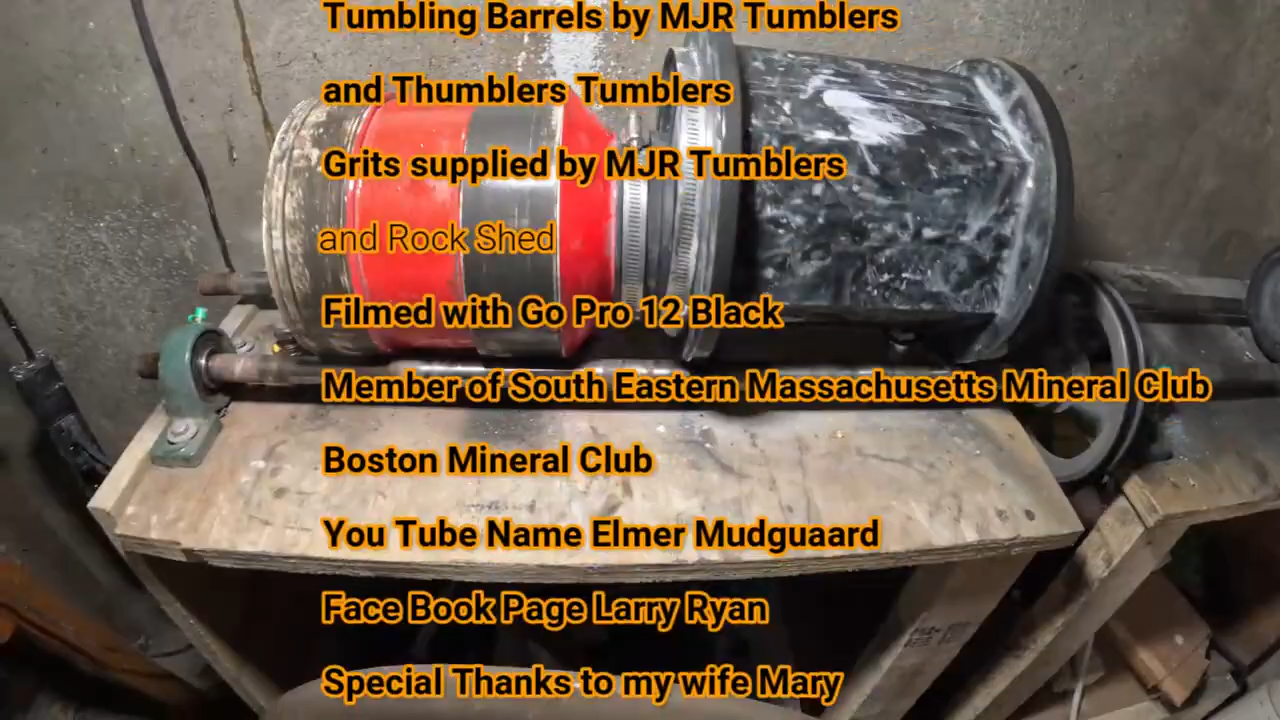 Tumbling Barrels by MJR Tumblers
and Thumblers Tumblers
Grits supplied by MJR Tumblers
and Rock Shed
Filmed with Go Pro 12 Black
Member of South Eastern Massachusetts Mineral Club
Boston Mineral Club
You Tube Name Elmer Mudguaard
Face Book Page Larry Ryan
Special Thanks to my wife Mary